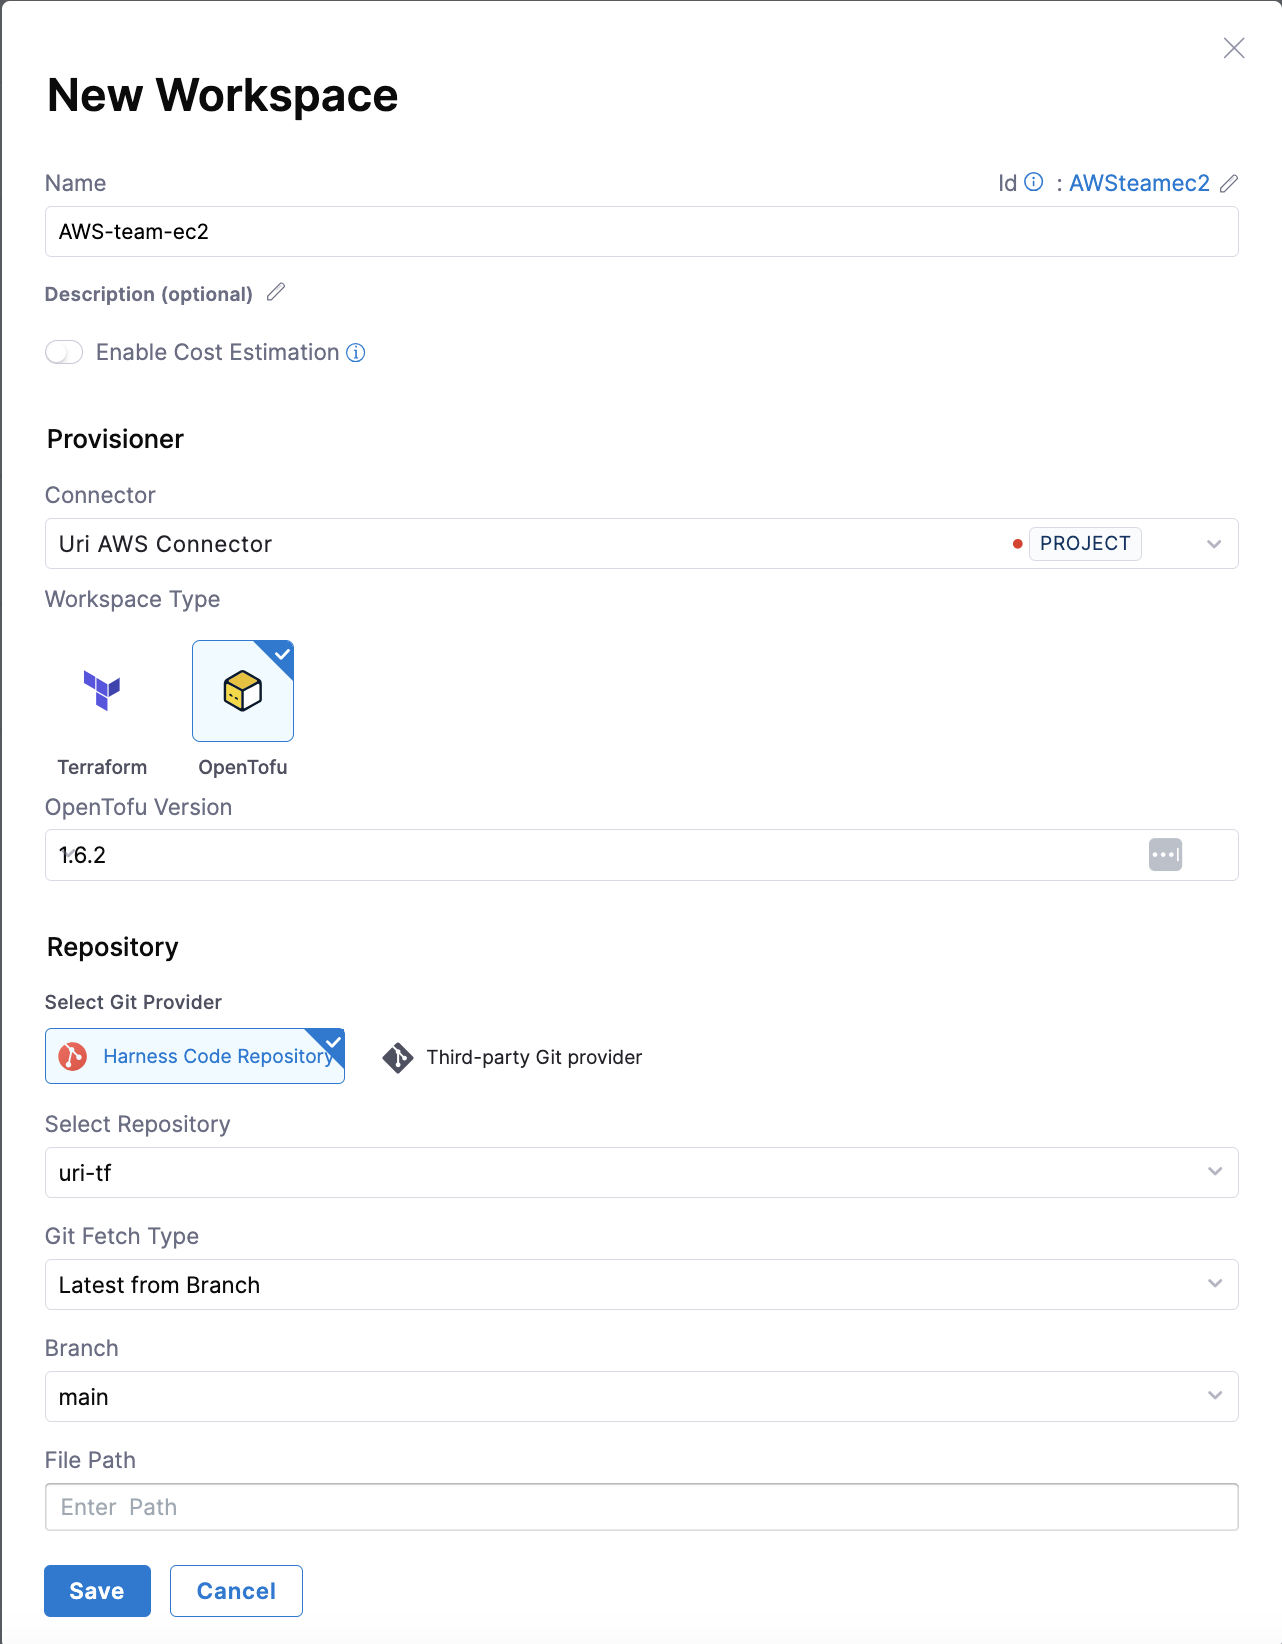 New Workspace
Name
Id : AWSteamec2
AWS-team-ec2
Description (optional)
Enable Cost Estimation
Provisioner
Connector
Uri AWS Connector
PROJECT
Workspace Type
Terraform
OpenTofu
OpenTofu Version
1.6.2
Repository
Select Git Provider
Harness Code Repository
Third-party Git provider
Select Repository
uri-tf
Git Fetch Type
Latest from Branch
Branch
main
File Path
Enter  Path
Save
Cancel